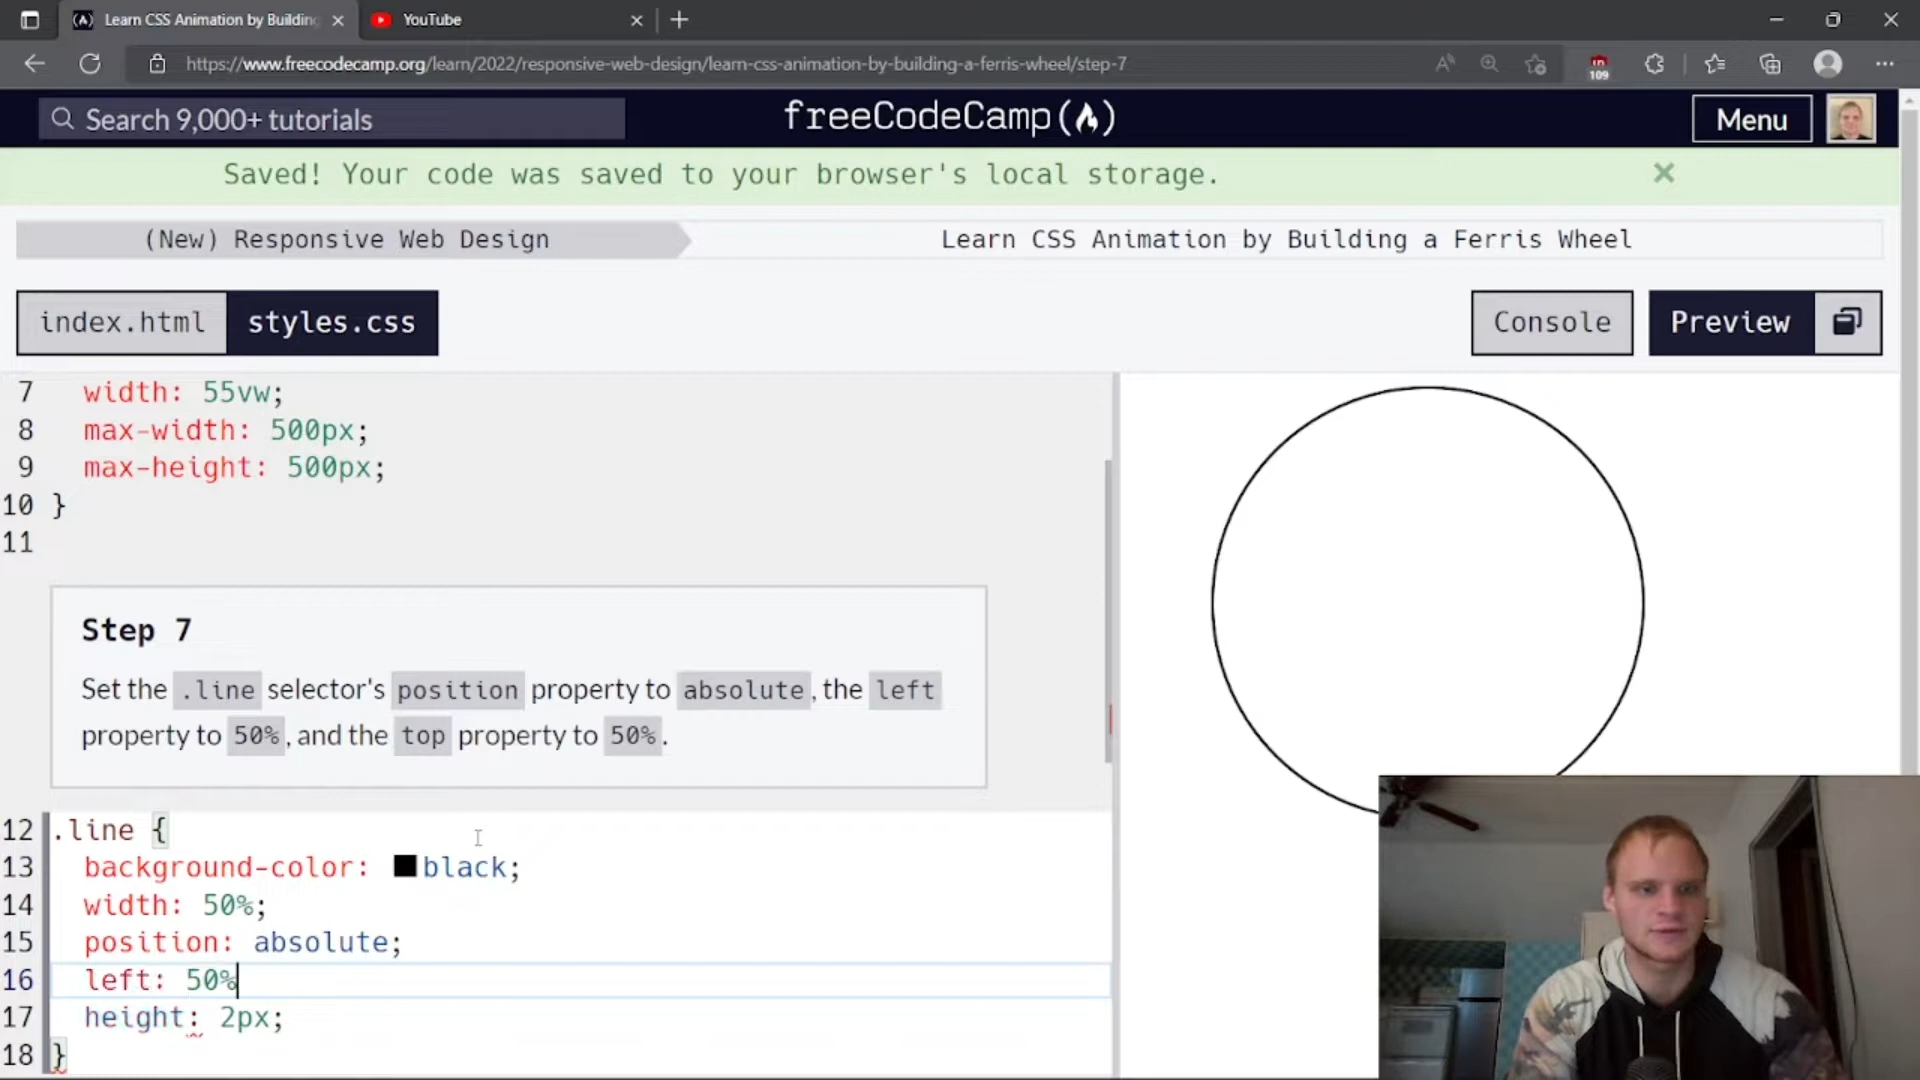 Learn CSS Animation by Building
YouTube
https://www.freecodecamp.org/learn/2022/responsive-web-design/learn-css-animation-by-building-a-ferris-wheel/step-7
109
Search 9,000+ tutorials
freeCodeCamp(🔥)
Menu
Saved! Your code was saved to your browser's local storage.
(New) Responsive Web Design
Learn CSS Animation by Building a Ferris Wheel
index.html
styles.css
Console
Preview
7 width: 55vw;
8 max-width: 500px;
9 max-height: 500px;
10 }
11
Step 7
Set the .line selector's position property to absolute, the left
property to 50%, and the top property to 50%.
12 .line {
13 background-color: black;
14 width: 50%;
15 position: absolute;
16 left: 50%
17 height: 2px;
18 }